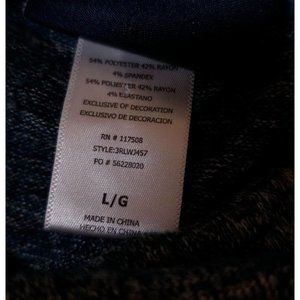 54% POLYESTER 42% RAYON
4% SPANDEX
54% POLYESTER 42% RAYON
4% ELASTANO
EXCLUSIVE OF DECORATION
EXCLUSIVO DE DECORACION
RN # 117508
STYLE:3RLWJ457
PO # 56228020
L/G
MADE IN CHINA
HECHO EN CHINA